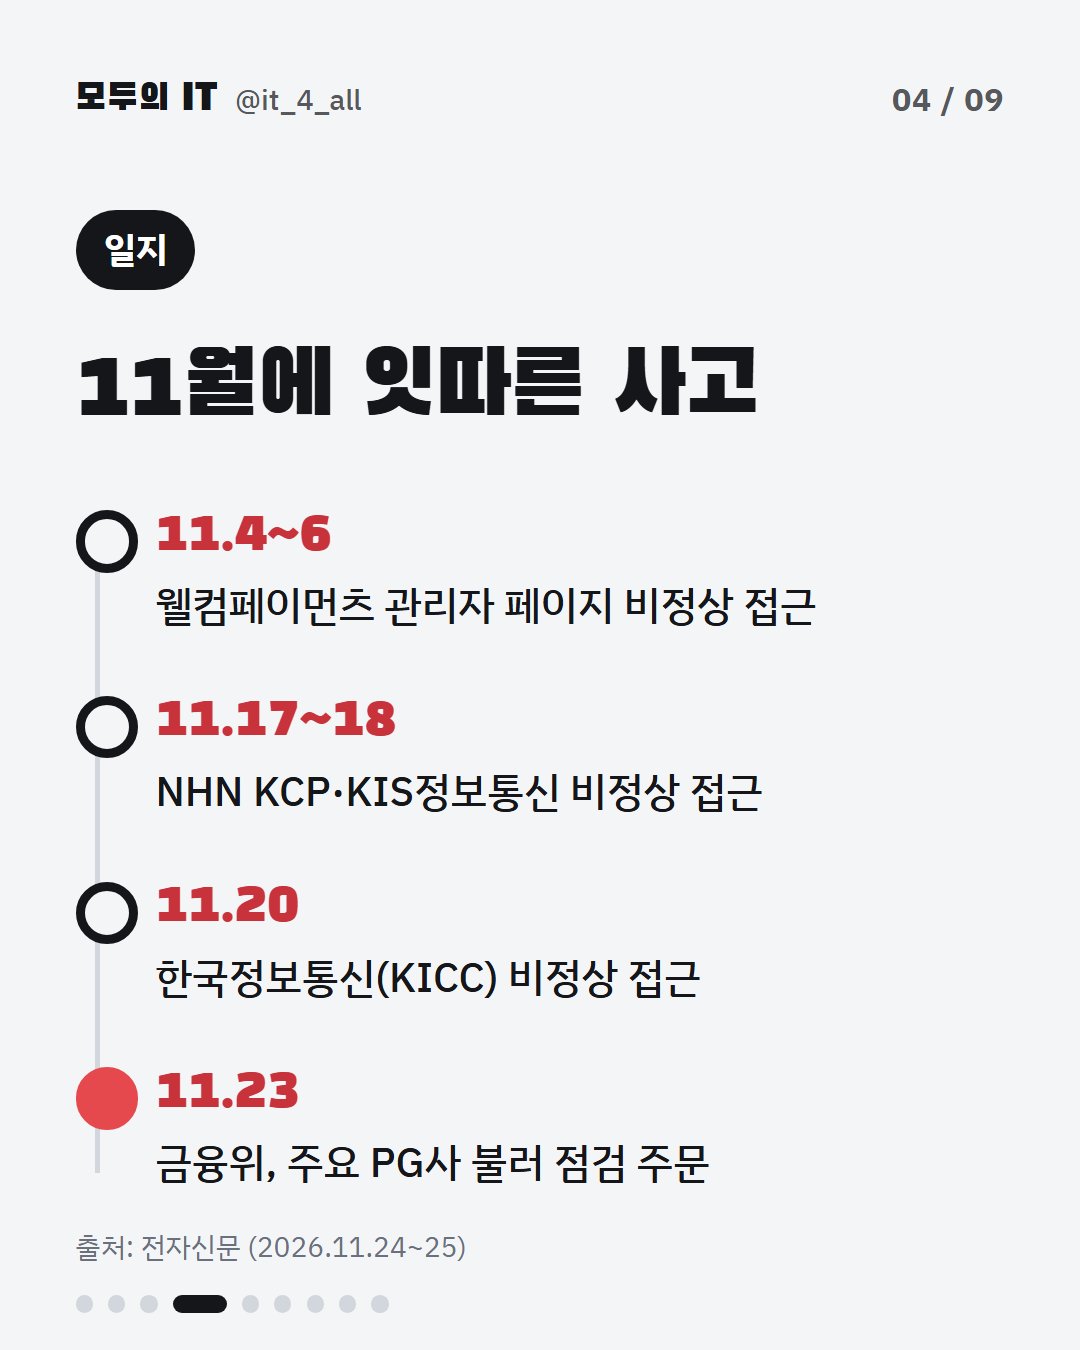 모두의 IT @it_4_all
04 / 09
일지
11월에 잇따른 사고
11.4~6
웰컴페이먼츠 관리자 페이지 비정상 접근
11.17~18
NHN KCP·KIS정보통신 비정상 접근
11.20
한국정보통신(KICC) 비정상 접근
11.23
금융위, 주요 PG사 불러 점검 주문
출처: 전자신문 (2026.11.24~25)